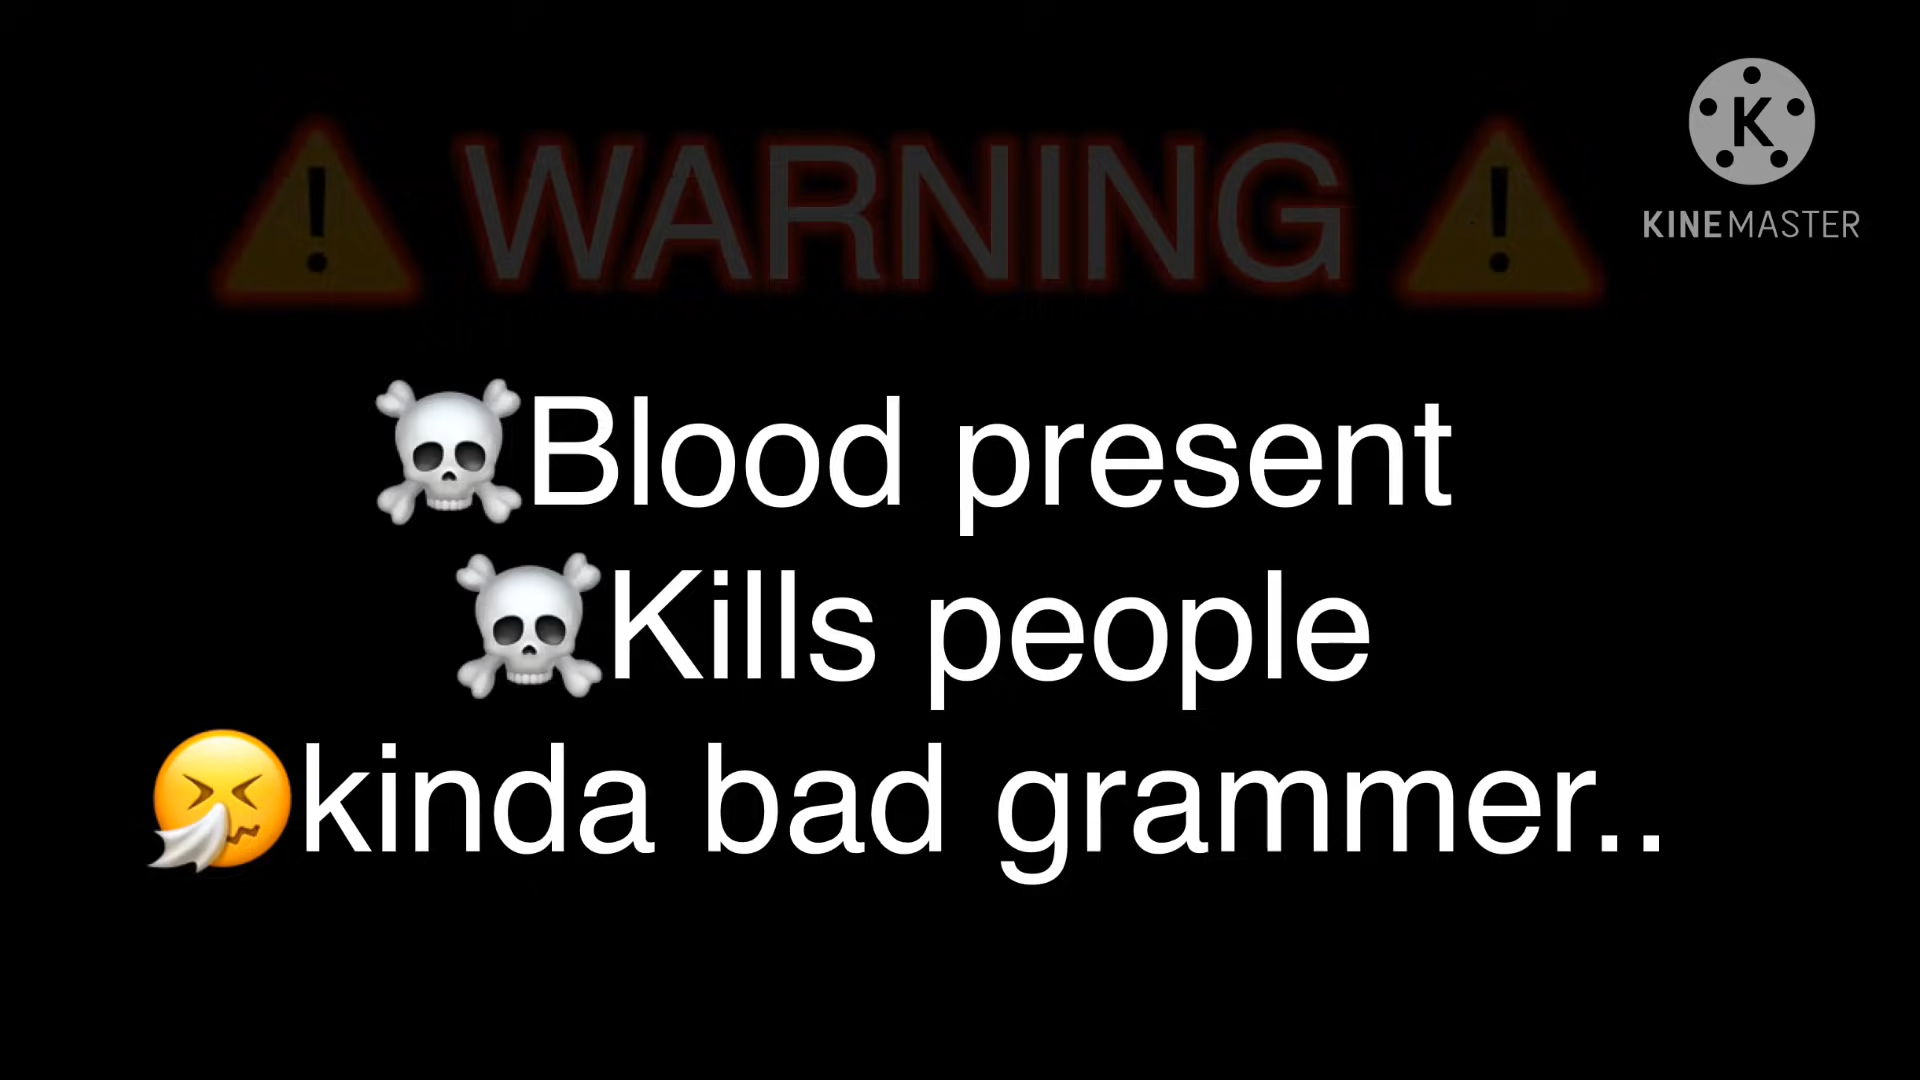 ⚠️ WARNING ⚠️
K
KINEMASTER
☠️Blood present
☠️Kills people
🤧kinda bad grammer..